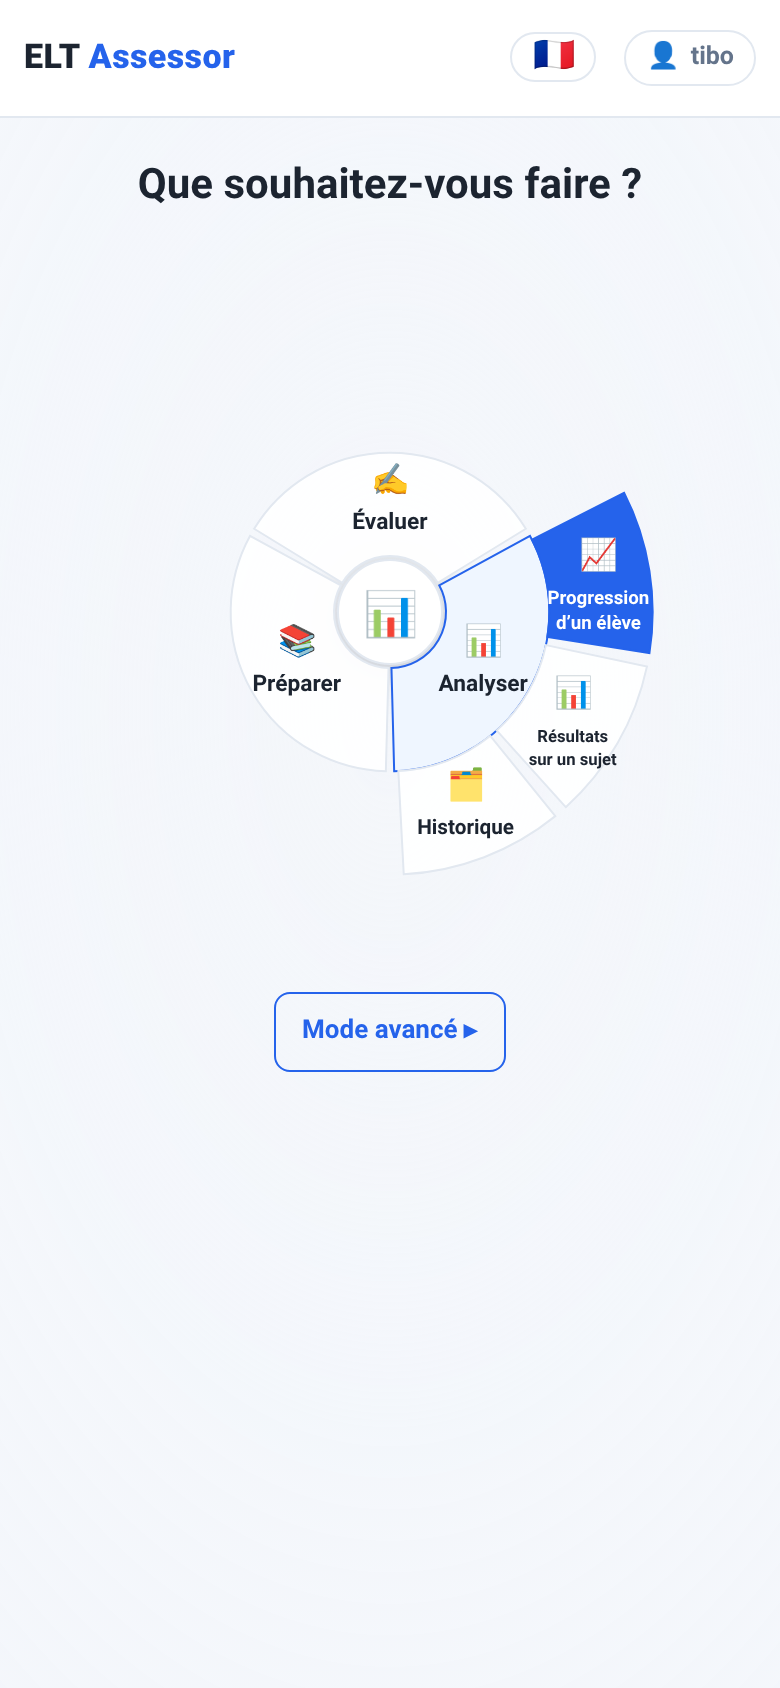 ELT Assessor
tibo
Que souhaitez-vous faire ?
Évaluer
Progression
d’un élève
Préparer
Analyser
Résultats
sur un sujet
Historique
Mode avancé ▸